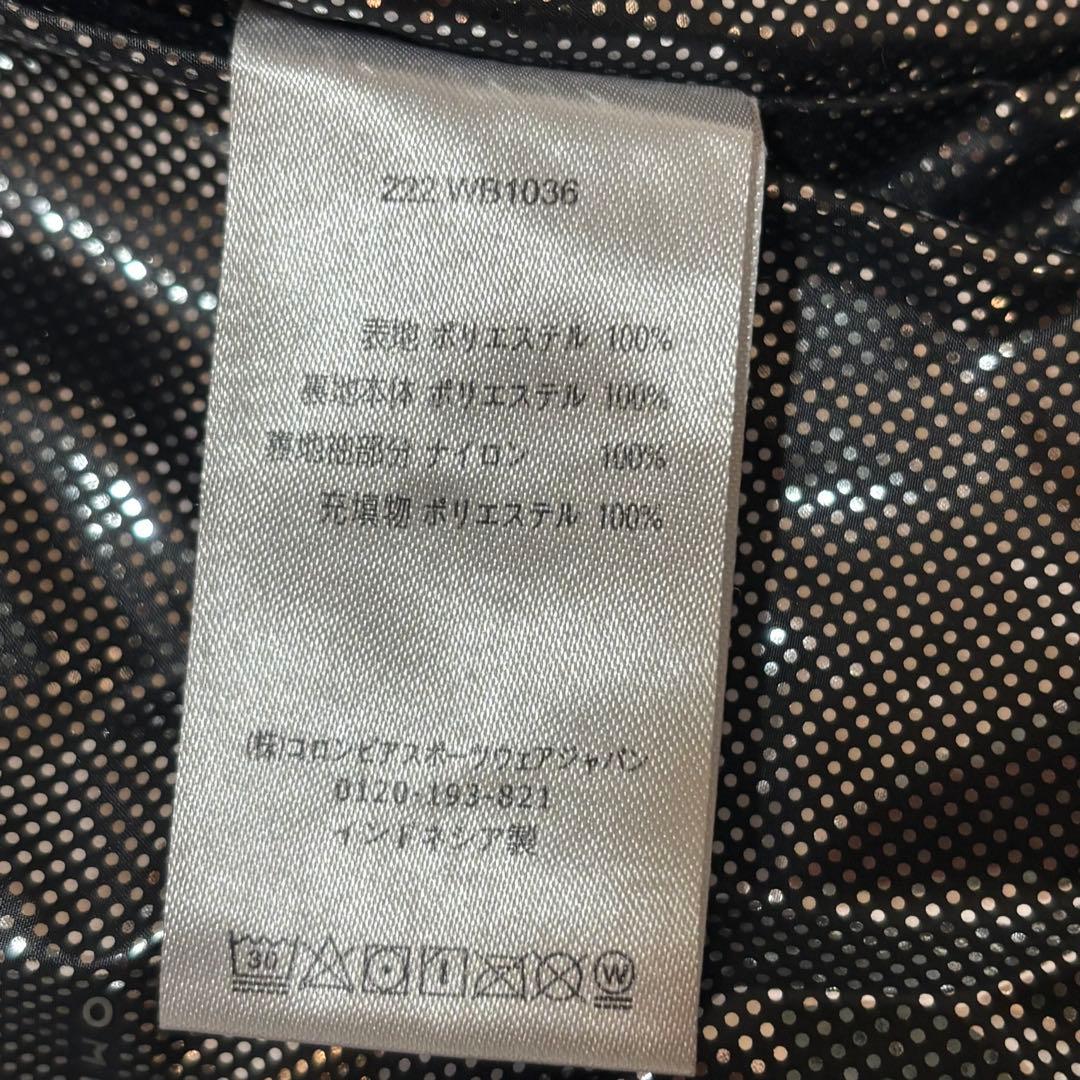 222 WB1036
表地 ポリエステル 100%
裏地本体 ポリエステル 100%
裏地袖部分 ナイロン 100%
充填物 ポリエステル 100%
(株)コロンビアスポーツウェアジャパン
0120-193-821
インドネシア製
30
W
OM